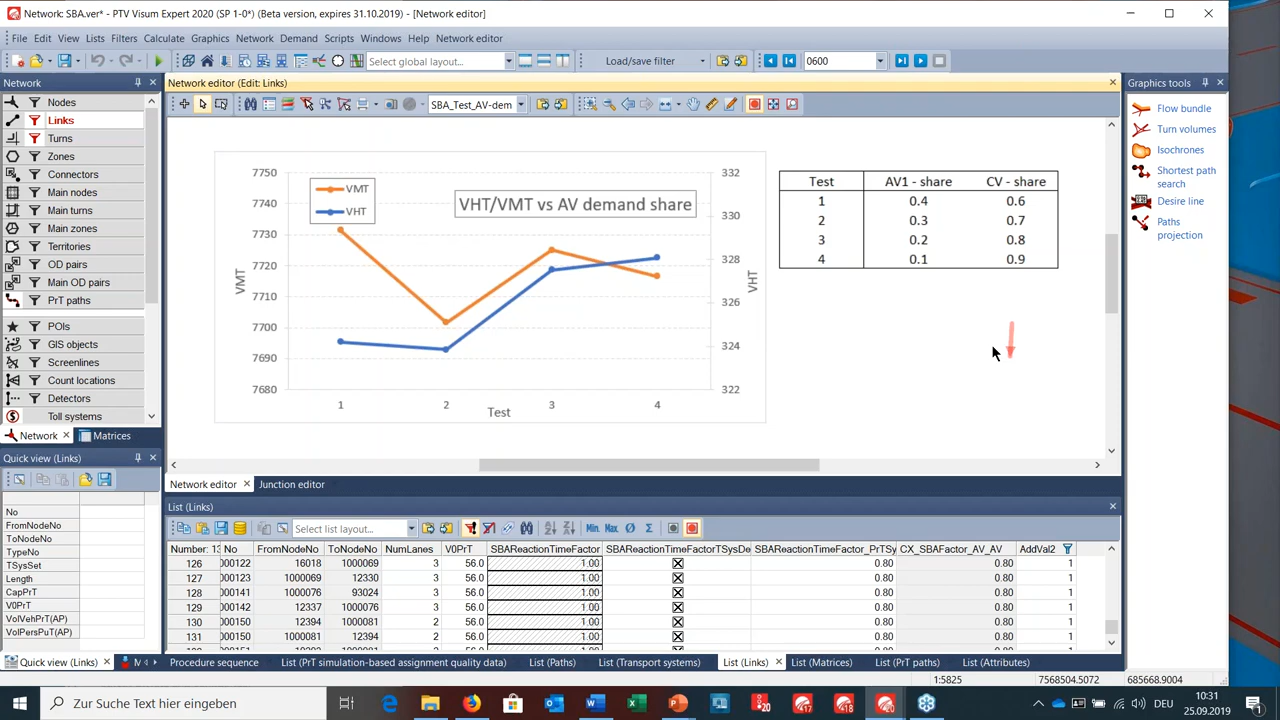 Network: SBA.ver* - PTV Visum Expert 2020 (SP 1-0*) (Beta version, expires 31.10.2019) - [Network editor]
File Edit View Lists Filters Calculate Graphics Network Demand Scripts Windows Help Network editor
Select global layout... Load/save filter 0600
Network
Nodes
Links
Turns
Zones
Connectors
Main nodes
Main turns
Main zones
Territories
OD pairs
Main OD pairs
PrT paths
POIs
GIS objects
Screenlines
Count locations
Detectors
Toll systems
Network Matrices
Quick view (Links)
No
FromNodeNo
ToNodeNo
TypeNo
TSysSet
Length
CapPrT
V0PrT
VolVehPrT(AP)
VolPersPuT(AP)
Quick view (Links) M
Network editor (Edit: Links)
SBA_Test_AV-dem
VHT/VMT vs AV demand share
VMT
VHT
7750
7740
7730
7720
7710
7700
7690
7680
VMT
332
330
328
326
324
322
VHT
1 2 3 4
Test
Test AV1 - share CV - share
1 0.4 0.6
2 0.3 0.7
3 0.2 0.8
4 0.1 0.9
Network editor Junction editor
List (Links)
Select list layout... Min Max Ø Σ
Number: 13 No FromNodeNo ToNodeNo NumLanes V0PrT SBAReactionTimeFactor SBAReactionTimeFactorTSysDe SBAReactionTimeFactor_PrTSy CX_SBAFactor_AV_AV AddVal2
126 000122 16018 1000069 3 56.0 1.00 0.80 0.80 1
127 000123 1000069 12330 3 56.0 1.00 0.80 0.80 1
128 000141 1000076 93024 3 56.0 1.00 0.80 0.80 1
129 000142 12337 1000076 3 56.0 1.00 0.80 0.80 1
130 000150 12394 1000081 2 56.0 1.00 0.80 0.80 1
131 000150 1000081 12394 2 56.0 1.00 0.80 0.80 1
Procedure sequence List (PrT simulation-based assignment quality data) List (Paths) List (Transport systems) List (Links) List (Matrices) List (PrT paths) List (Attributes)
Graphics tools
Flow bundle
Turn volumes
Isochrones
Shortest path
search
Desire line
Paths
projection
1:5825 7568504.5072 685668.9004
Zur Suche Text hier eingeben
DEU
10:31
25.09.2019